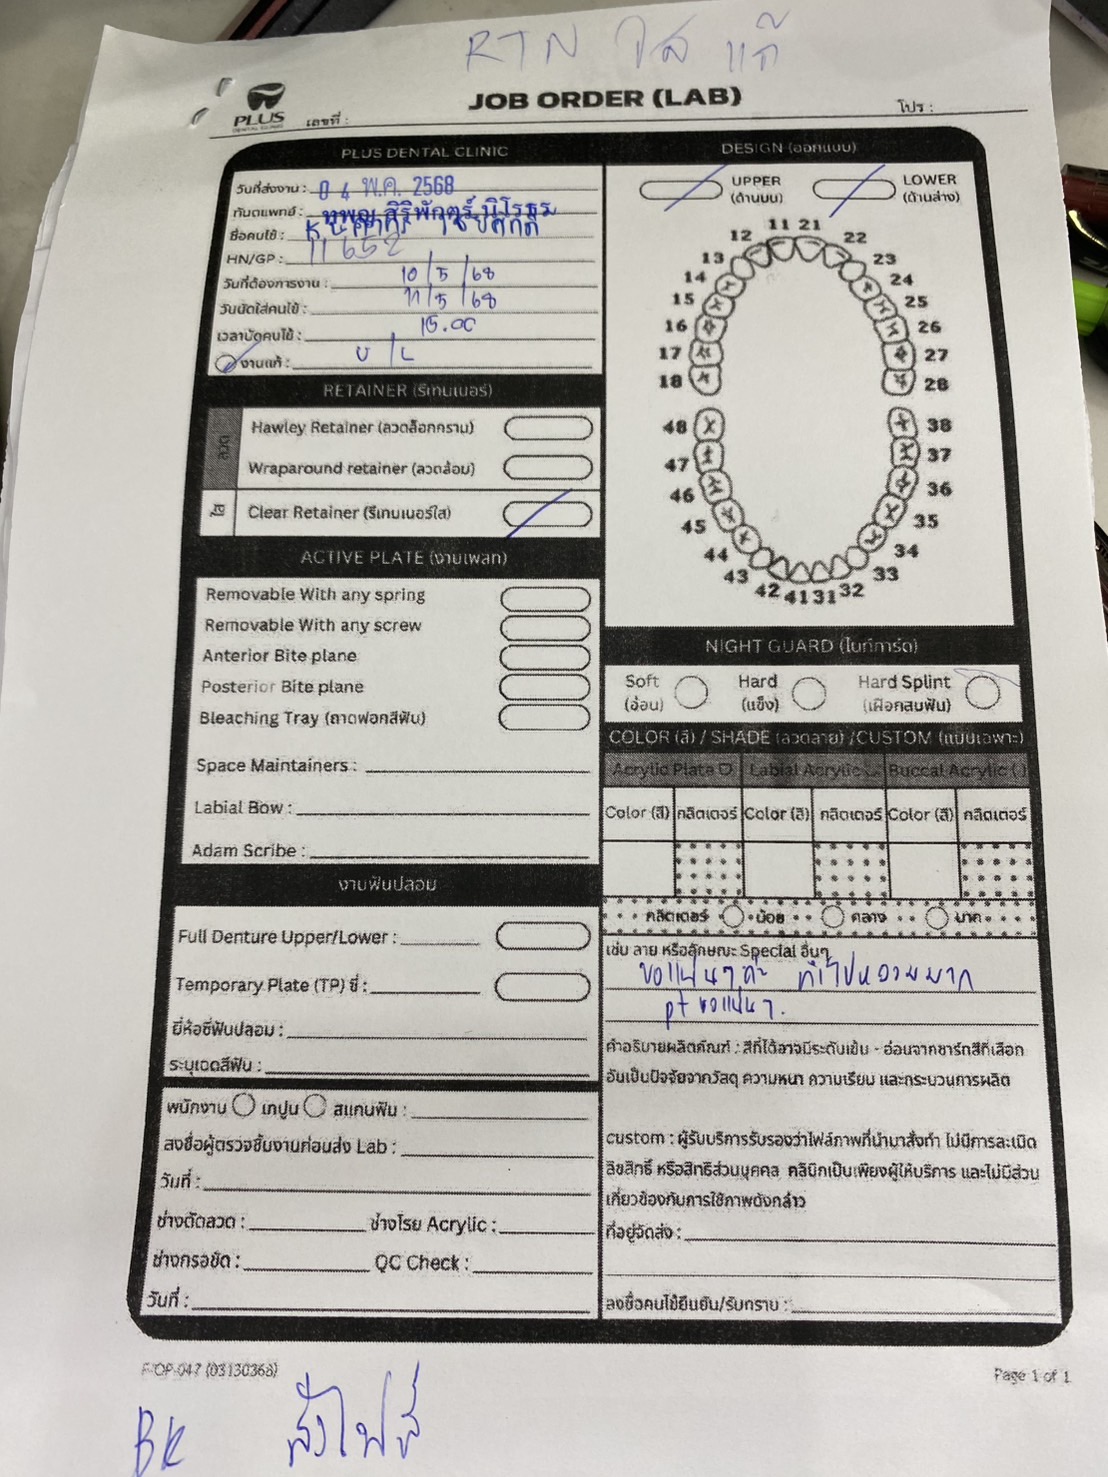 RTN ใส แก้
PLUS
DENTAL CLINIC
JOB ORDER (LAB)
เลขที่ :
โปร :
PLUS DENTAL CLINIC
วันที่ส่งงาน : 04 พ.ค. 2568
ทันตแพทย์ : ทพญ.สิริพักตร์ นิโรธร
ชื่อคนไข้ :
HN/GP : 11652
วันที่ต้องการงาน : 10/5/68
วันนัดใส่คนไข้ : 11/5/68
เวลานัดคนไข้ : 15.00
งานแก้ : U/L
RETAINER (รีเทนเนอร์)
ลวด
Hawley Retainer (ลวดล็อกกราม)
Wraparound retainer (ลวดล้อม)
ใส
Clear Retainer (รีเทนเนอร์ใส)
ACTIVE PLATE (งานเพลท)
Removable With any spring
Removable With any screw
Anterior Bite plane
Posterior Bite plane
Bleaching Tray (ถาดฟอกสีฟัน)
Space Maintainers :
Labial Bow :
Adam Scribe :
งานฟันปลอม
Full Denture Upper/Lower :
Temporary Plate (TP) ซี่ :
ยี่ห้อซี่ฟันปลอม :
ระบุเฉดสีฟัน :
พนักงาน เทปูน สแกนฟัน :
ลงชื่อผู้ตรวจชิ้นงานก่อนส่ง Lab :
วันที่ :
ช่างดัดลวด : ช่างโรย Acrylic :
ช่างกรอขัด : QC Check :
วันที่ :
DESIGN (ออกแบบ)
UPPER
(ด้านบน)
LOWER
(ด้านล่าง)
11 21
12 22
13 23
14 24
15 25
16 26
17 27
18 28
48 38
47 37
46 36
45 35
44 34
43 33
42 41 31 32
NIGHT GUARD (ไนท์การ์ด)
Soft
(อ่อน)
Hard
(แข็ง)
Hard Splint
(เฝือกสบฟัน)
COLOR (สี) / SHADE (ลวดลาย) /CUSTOM (แบบเฉพาะ)
Acrylic Plate Labial Acrylic Buccal Acrylic
Color (สี) กลิตเตอร์ Color (สี) กลิตเตอร์ Color (สี) กลิตเตอร์
กลิตเตอร์ น้อย กลาง มาก
เช่น ลาย หรือลักษณะ Special อื่นๆ
ขอแน่นๆค่ะ ที่ทำไปหลวมมาก
pt ขอแน่นๆ.
คำอธิบายผลิตภัณฑ์ : สีที่ได้อาจมีระดับเข้ม - อ่อนจากชาร์ทสีที่เลือก
อันเป็นปัจจัยจากวัสดุ ความหนา ความเรียบ และกระบวนการผลิต
custom : ผู้รับบริการรับรองว่าไฟล์ภาพที่นำมาสั่งทำ ไม่มีการละเมิด
ลิขสิทธิ์ หรือสิทธิส่วนบุคคล คลินิกเป็นเพียงผู้ให้บริการ และไม่มีส่วน
เกี่ยวข้องกับการใช้ภาพดังกล่าว
ที่อยู่จัดส่ง :
ลงชื่อคนไข้ยืนยัน/รับทราบ :
F-OP-047 (03130368)
Page 1 of 1
BK ส่งไฟล์